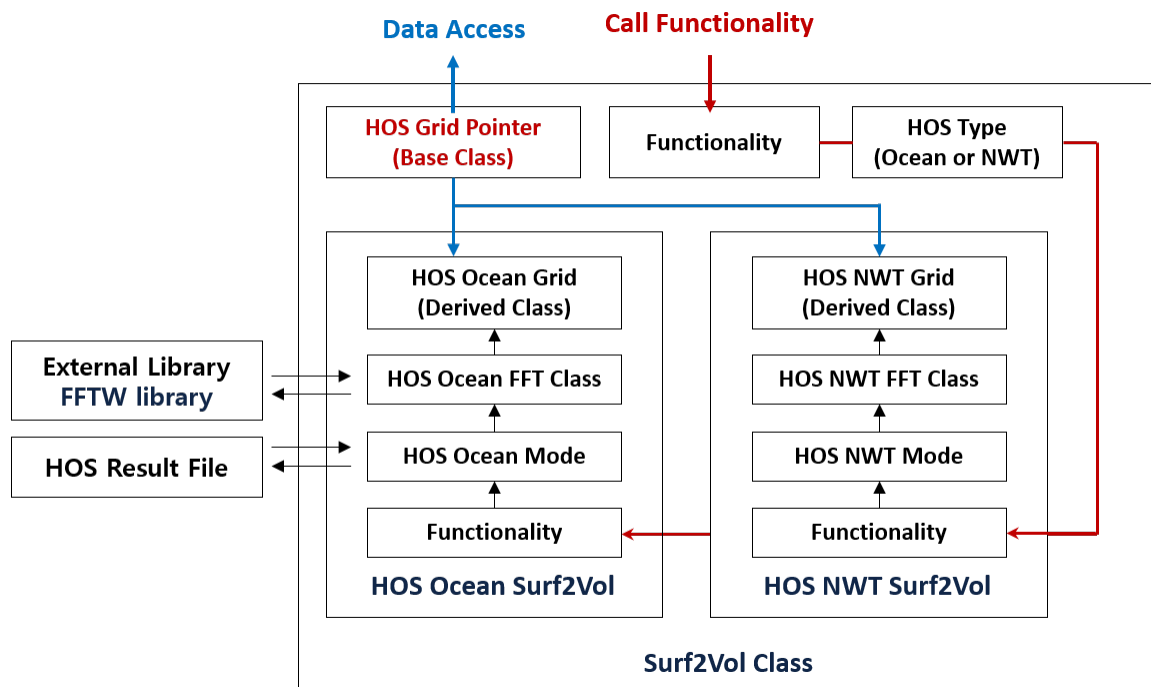 Data Access
Call Functionality
HOS Grid Pointer
(Base Class)
Functionality
HOS Type
(Ocean or NWT)
HOS Ocean Grid
(Derived Class)
HOS NWT Grid
(Derived Class)
External Library
FFTW library
HOS Ocean FFT Class
HOS NWT FFT Class
HOS Result File
HOS Ocean Mode
HOS NWT Mode
Functionality
Functionality
HOS Ocean Surf2Vol
HOS NWT Surf2Vol
Surf2Vol Class